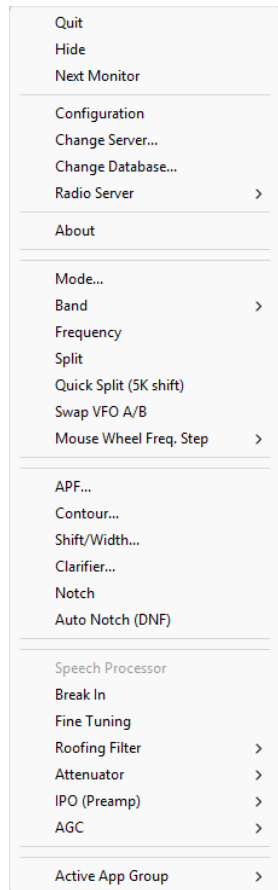 Quit
Hide
Next Monitor
Configuration
Change Server...
Change Database...
Radio Server
About
Mode...
Band
Frequency
Split
Quick Split (5K shift)
Swap VFO A/B
Mouse Wheel Freq. Step
APF...
Contour...
Shift/Width...
Clarifier...
Notch
Auto Notch (DNF)
Speech Processor
Break In
Fine Tuning
Roofing Filter
Attenuator
IPO (Preamp)
AGC
Active App Group